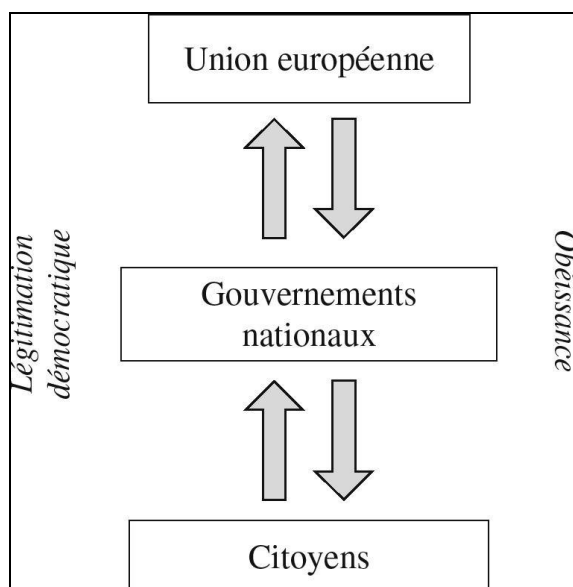 Union européenne
Légitimation
démocratique
Obéissance
Gouvernements
nationaux
Citoyens